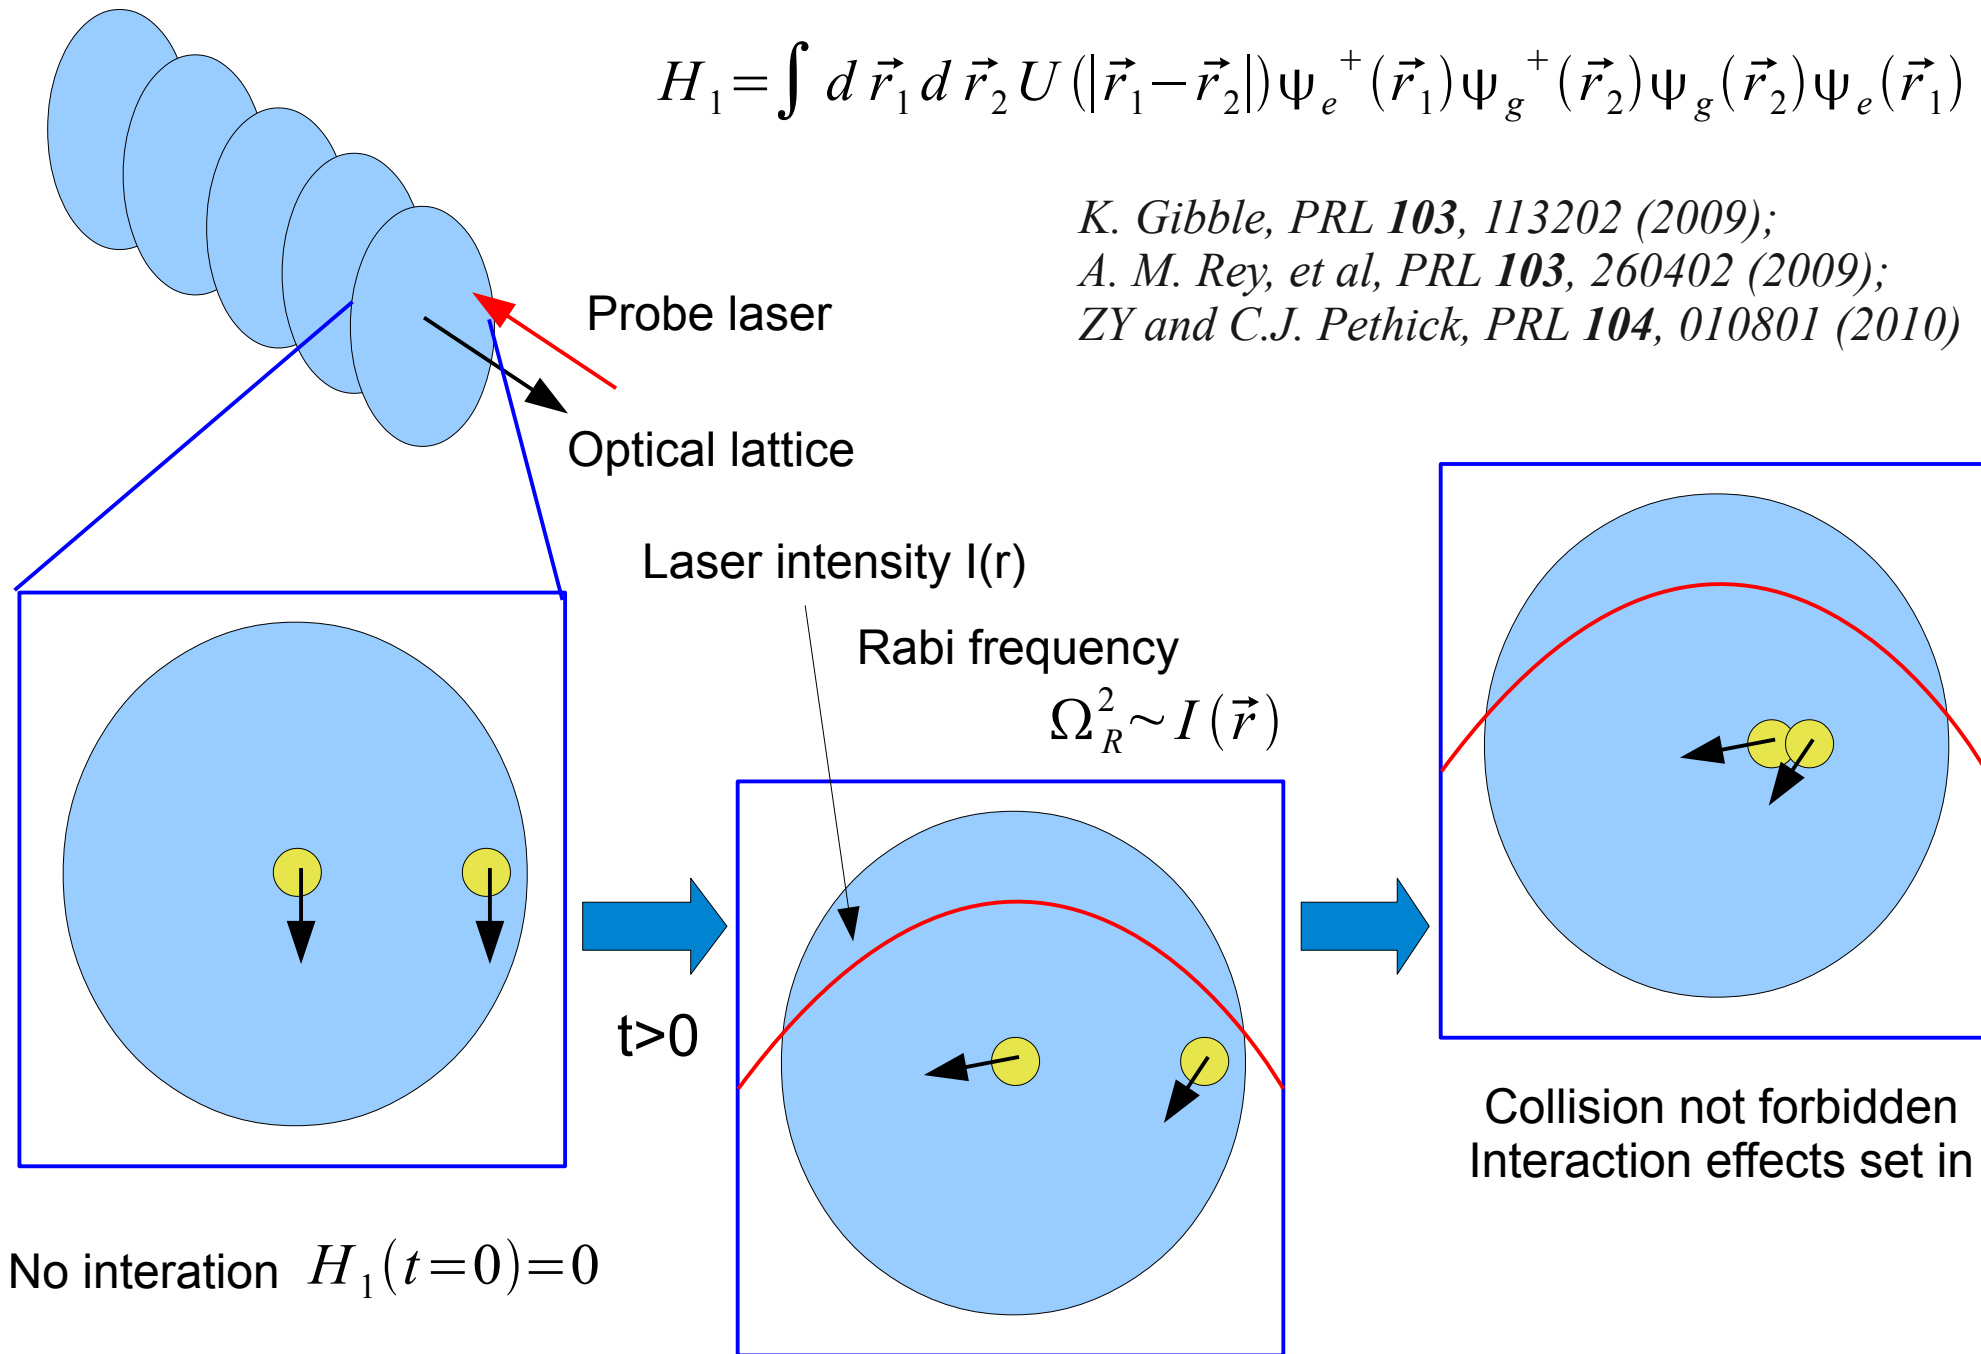 H₁=∫ d r⃗₁ d r⃗₂ U(|r⃗₁−r⃗₂|)ψₑ⁺(r⃗₁)ψ_g⁺(r⃗₂)ψ_g(r⃗₂)ψₑ(r⃗₁)
K. Gibble, PRL 103, 113202 (2009);
A. M. Rey, et al, PRL 103, 260402 (2009);
ZY and C.J. Pethick, PRL 104, 010801 (2010)
Probe laser
Optical lattice
Laser intensity I(r)
Rabi frequency
Ω_R²~I(r⃗)
t>0
Collision not forbidden
Interaction effects set in
No interation H₁(t=0)=0